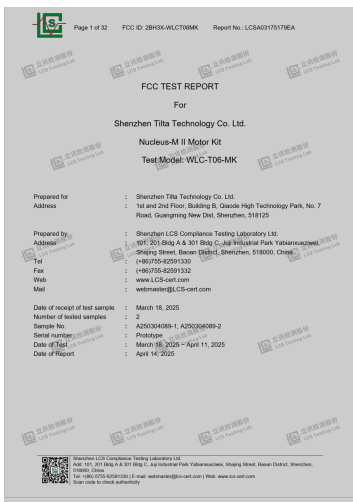 Page 1 of 32 FCC ID: 2BH3X-WLCT06MK Report No.: LCSA03175179EA
FCC TEST REPORT
For
Shenzhen Tilta Technology Co. Ltd.
Nucleus-M II Motor Kit
Test Model: WLC-T06-MK
Prepared for : Shenzhen Tilta Technology Co. Ltd.
Address : 1st and 2nd Floor, Building B, Qiaode High Technology Park, No. 7
Road, Guangming New Dist, Shenzhen, 518125
Prepared by : Shenzhen LCS Compliance Testing Laboratory Ltd.
Address : 101, 201 Bldg A & 301 Bldg C, Juji Industrial Park Yabianxueziwei,
Shajing Street, Baoan District, Shenzhen, 518000, China
Tel : (+86)755-82591330
Fax : (+86)755-82591332
Web : www.LCS-cert.com
Mail : webmaster@LCS-cert.com
Date of receipt of test sample : March 18, 2025
Number of tested samples : 2
Sample No. : A250304089-1, A250304089-2
Serial number : Prototype
Date of Test : March 18, 2025 ~ April 11, 2025
Date of Report : April 14, 2025
立讯检测股份
LCS Testing Lab
Shenzhen LCS Compliance Testing Laboratory Ltd.
Add: 101, 201 Bldg A & 301 Bldg C, Juji Industrial Park Yabianxueziwei, Shajing Street, Baoan District, Shenzhen,
518000, China
Tel: +(86) 0755-82591330 | E-mail: webmaster@lcs-cert.com | Web: www.lcs-cert.com
Scan code to check authenticity